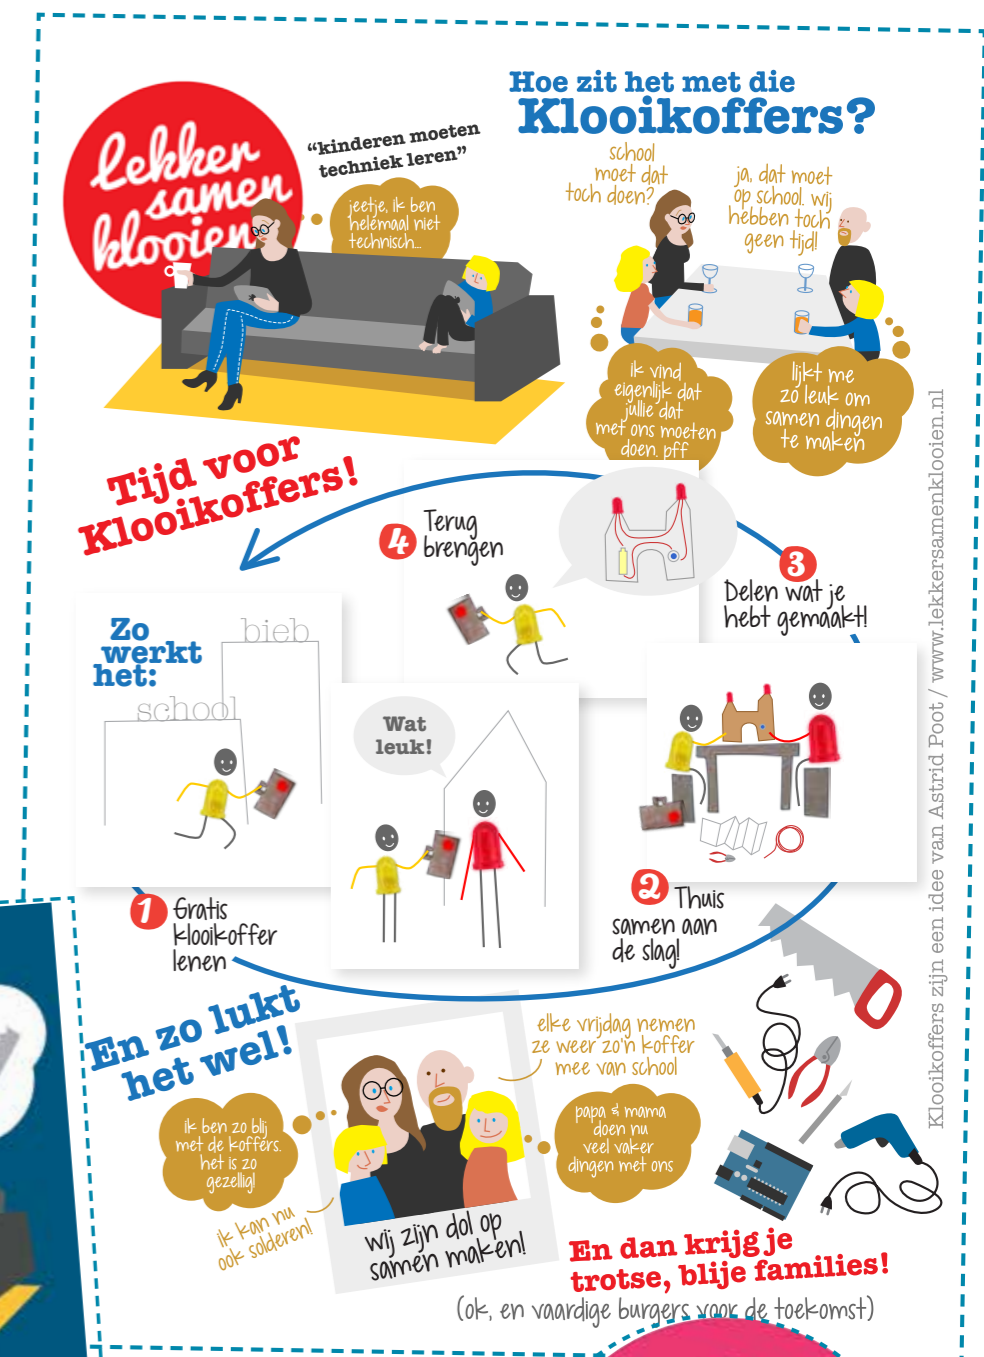 Hoe zit het met die
Klooikoffers?
lekker
samen
klooien
"kinderen moeten
techniek leren"
jeetje, ik ben
helemaal niet
technisch...
school
moet dat
toch doen?
ja, dat moet
op school. wij
hebben toch
geen tijd!
ik vind
eigenlijk dat
jullie dat
met ons moeten
doen. pff
lijkt me
zó leuk om
samen dingen
te maken
Tijd voor
Klooikoffers!
Zo
werkt
het:
bieb
school
1 Gratis
klooikoffer
lenen
Wat
leuk!
2 Thuis
samen aan
de slag!
3
Delen wat je
hebt gemaakt!
4 Terug
brengen
En zo lukt
het wel!
elke vrijdag nemen
ze weer zo'n koffer
mee van school
ik ben zo blij
met de koffers.
het is zo
gezellig!
papa & mama
doen nu
veel vaker
dingen met ons
ik kan nu
ook solderen!
wij zijn dol op
samen maken!
En dan krijg je
trotse, blije families!
(ok, en vaardige burgers voor de toekomst)
Klooikoffers zijn een idee van Astrid Poot / www.lekkersamenklooien.nl